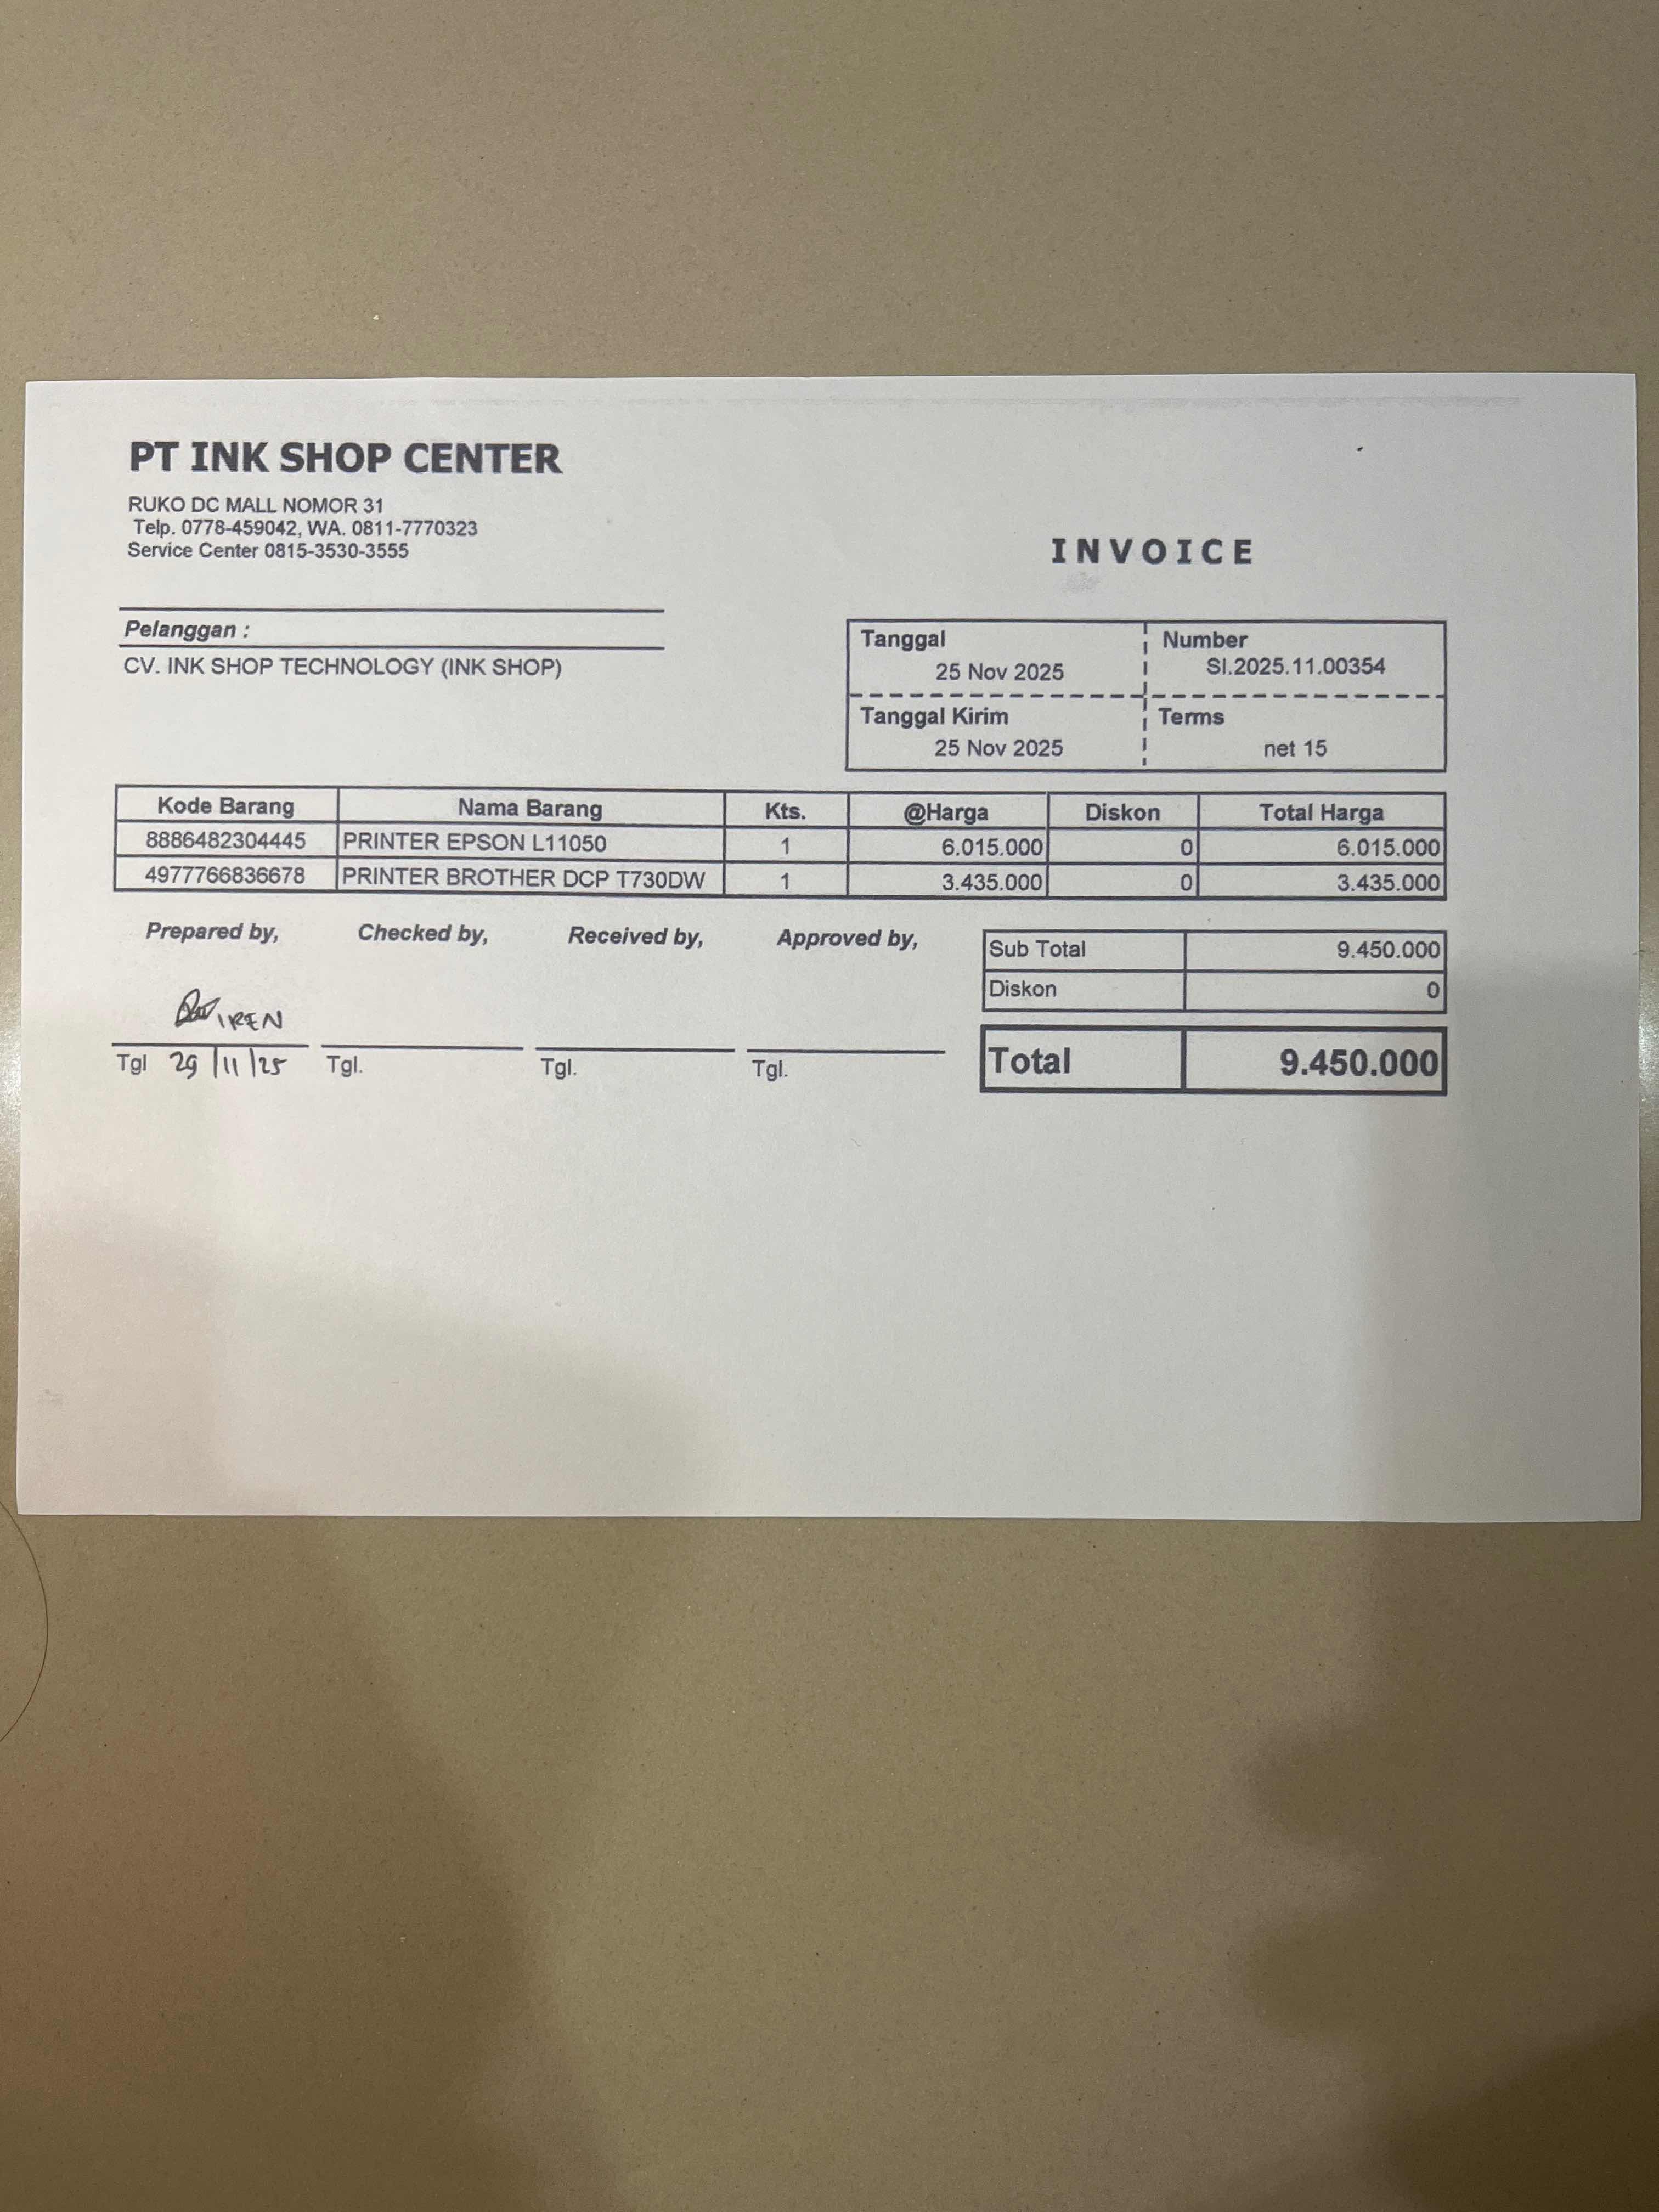 PT INK SHOP CENTER
RUKO DC MALL NOMOR 31
Telp. 0778-459042, WA. 0811-7770323
Service Center 0815-3530-3555
INVOICE
Pelanggan :
CV. INK SHOP TECHNOLOGY (INK SHOP)
Tanggal Number
25 Nov 2025 SI.2025.11.00354
Tanggal Kirim Terms
25 Nov 2025 net 15
Kode Barang Nama Barang Kts. @Harga Diskon Total Harga
8886482304445 PRINTER EPSON L11050 1 6.015.000 0 6.015.000
4977766836678 PRINTER BROTHER DCP T730DW 1 3.435.000 0 3.435.000
Prepared by, Checked by, Received by, Approved by,
Sub Total 9.450.000
Diskon 0
IREN
Total 9.450.000
Tgl 29/11/25 Tgl. Tgl. Tgl.